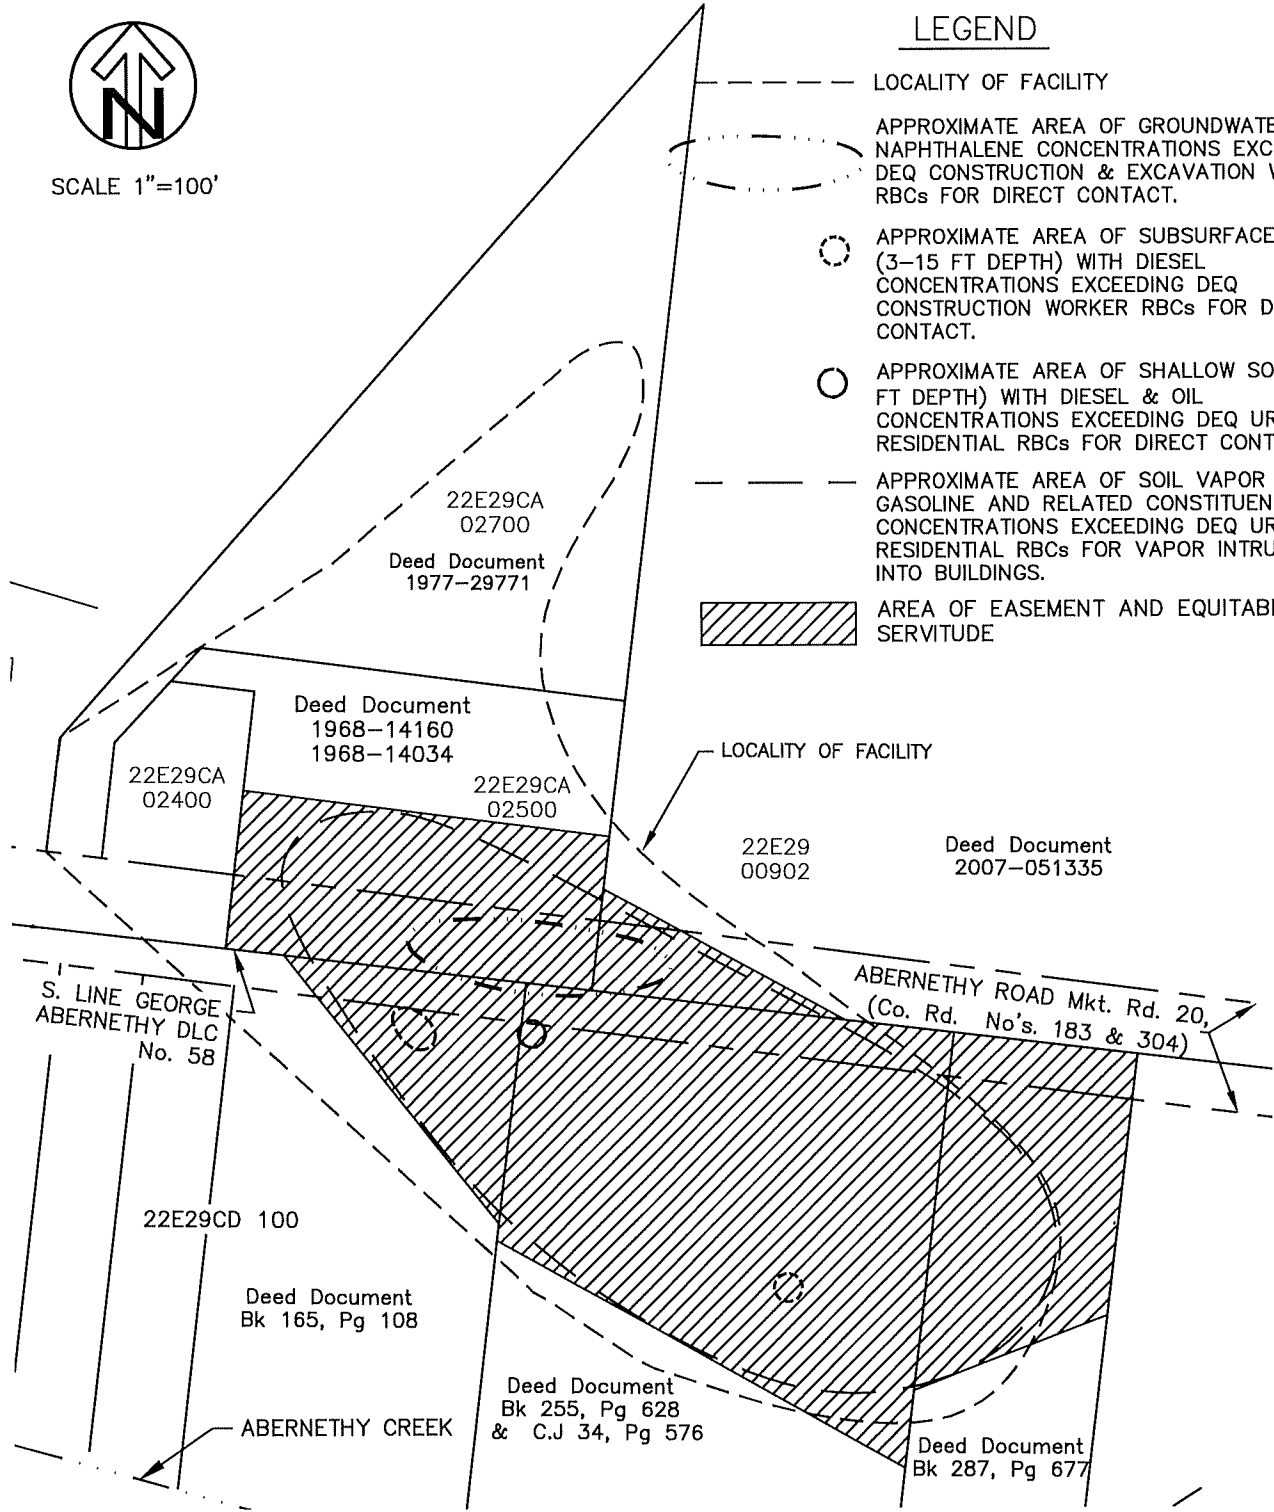 N
SCALE 1"=100'
LEGEND
LOCALITY OF FACILITY
APPROXIMATE AREA OF GROUNDWATE
NAPHTHALENE CONCENTRATIONS EXC
DEQ CONSTRUCTION & EXCAVATION W
RBCs FOR DIRECT CONTACT.
APPROXIMATE AREA OF SUBSURFACE
(3-15 FT DEPTH) WITH DIESEL
CONCENTRATIONS EXCEEDING DEQ
CONSTRUCTION WORKER RBCs FOR D
CONTACT.
APPROXIMATE AREA OF SHALLOW SO
FT DEPTH) WITH DIESEL & OIL
CONCENTRATIONS EXCEEDING DEQ UR
RESIDENTIAL RBCs FOR DIRECT CONT
APPROXIMATE AREA OF SOIL VAPOR
GASOLINE AND RELATED CONSTITUEN
CONCENTRATIONS EXCEEDING DEQ UR
RESIDENTIAL RBCs FOR VAPOR INTRU
INTO BUILDINGS.
AREA OF EASEMENT AND EQUITABL
SERVITUDE
22E29CA
02700
Deed Document
1977-29771
Deed Document
1968-14160
1968-14034
22E29CA
02400
22E29CA
02500
LOCALITY OF FACILITY
22E29
00902
Deed Document
2007-051335
ABERNETHY ROAD Mkt. Rd. 20,
(Co. Rd. No's. 183 & 304)
S. LINE GEORGE
ABERNETHY DLC
No. 58
22E29CD 100
Deed Document
Bk 165, Pg 108
ABERNETHY CREEK
Deed Document
Bk 255, Pg 628
& C.J 34, Pg 576
Deed Document
Bk 287, Pg 677